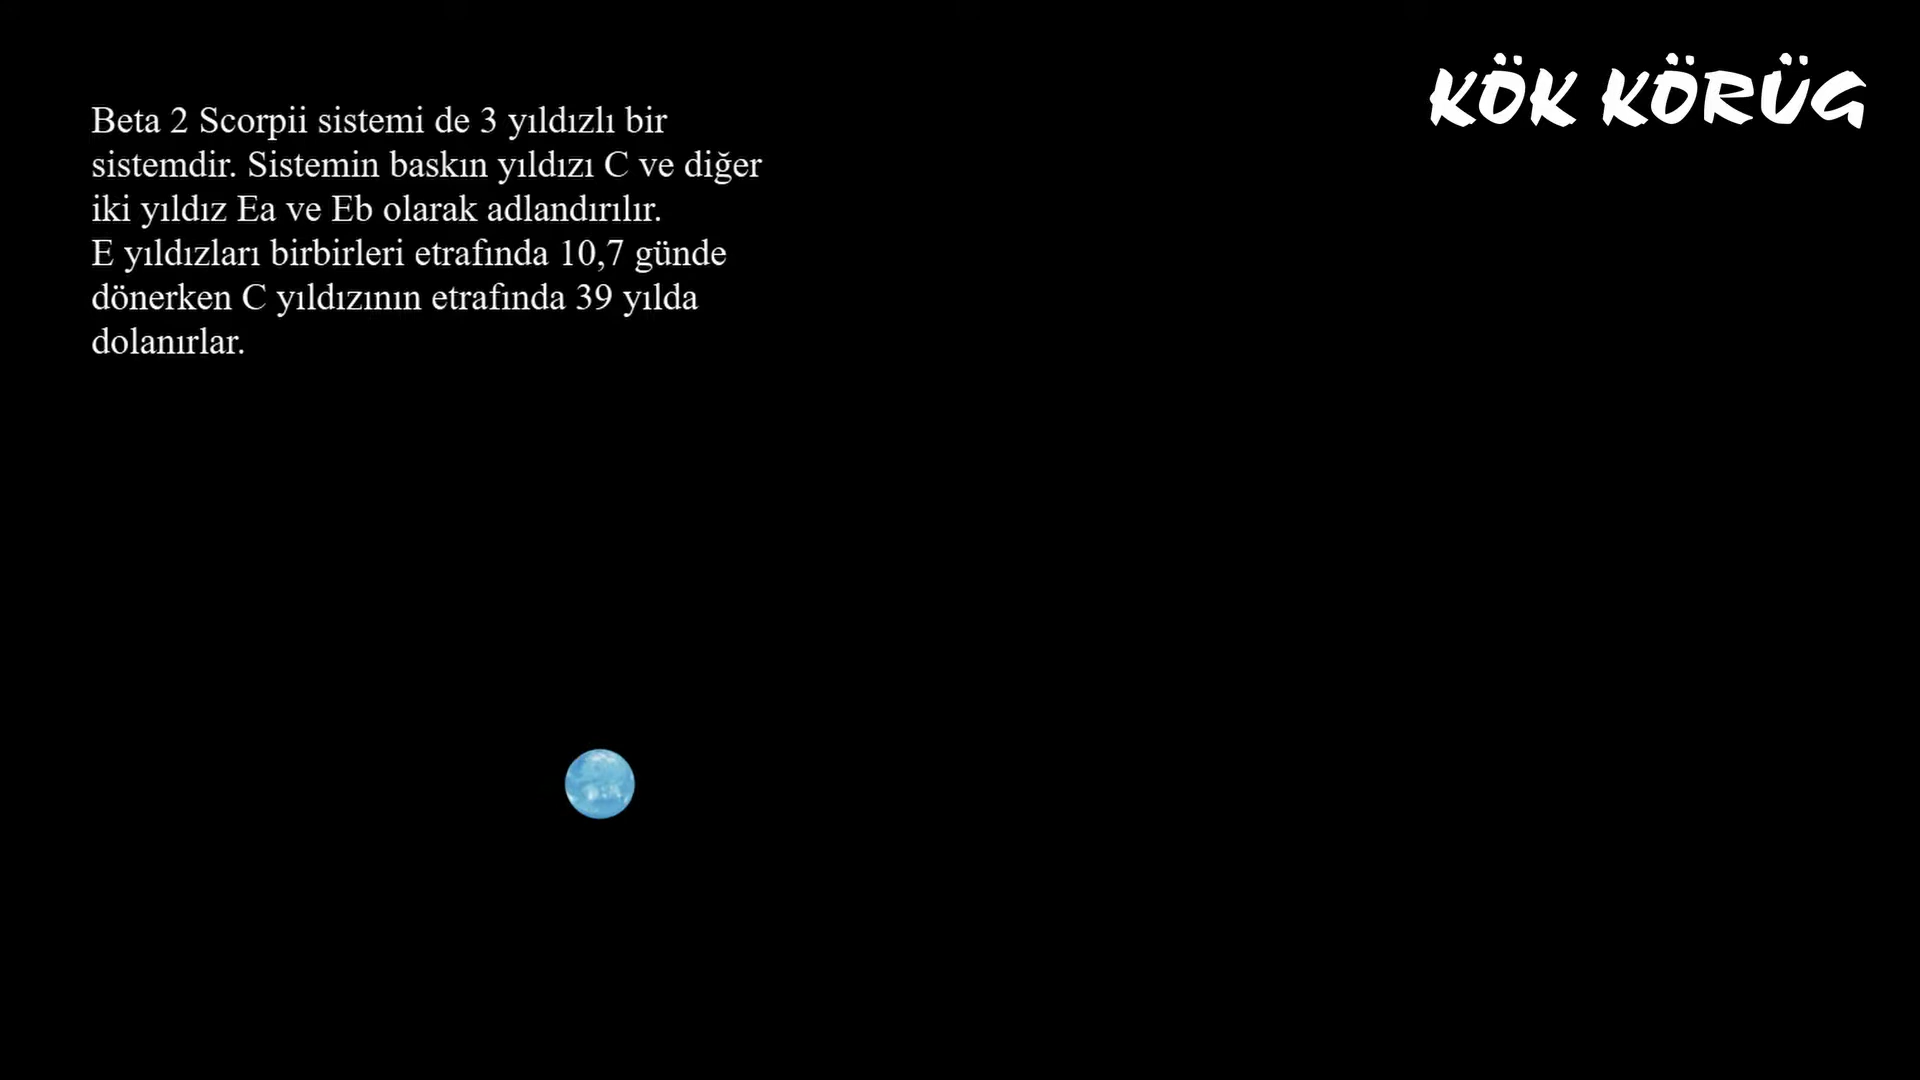 KÖK KÖRÜG
Beta 2 Scorpii sistemi de 3 yıldızlı bir
sistemdir. Sistemin baskın yıldızı C ve diğer
iki yıldız Ea ve Eb olarak adlandırılır.
E yıldızları birbirleri etrafında 10,7 günde
dönerken C yıldızının etrafında 39 yılda
dolanırlar.